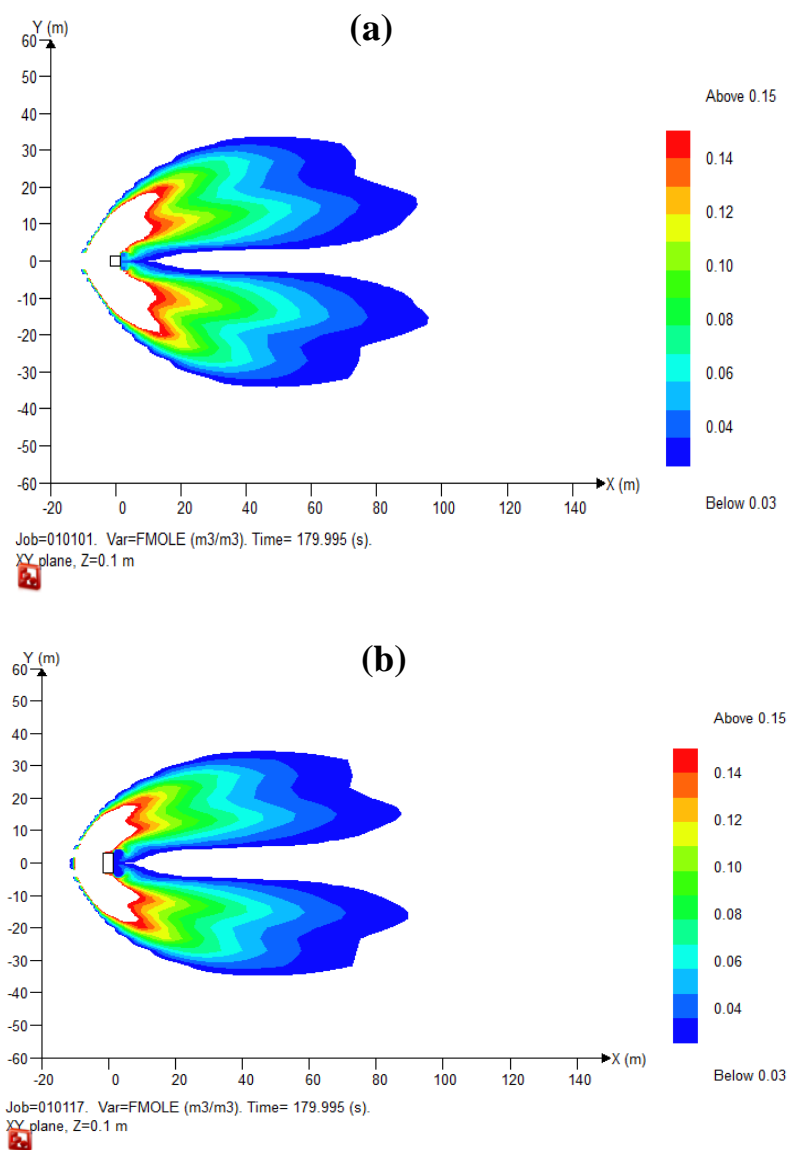 (a)
Y (m)
60
50
40
30
20
10
0
-10
-20
-30
-40
-50
-60
-20 0 20 40 60 80 100 120 140 X (m)
Above 0.15
0.14
0.12
0.10
0.08
0.06
0.04
Below 0.03
Job=010101. Var=FMOLE (m3/m3). Time= 179.995 (s).
XY plane, Z=0.1 m
(b)
Y (m)
60
50
40
30
20
10
0
-10
-20
-30
-40
-50
-60
-20 0 20 40 60 80 100 120 140 X (m)
Above 0.15
0.14
0.12
0.10
0.08
0.06
0.04
Below 0.03
Job=010117. Var=FMOLE (m3/m3). Time= 179.995 (s).
XY plane, Z=0.1 m